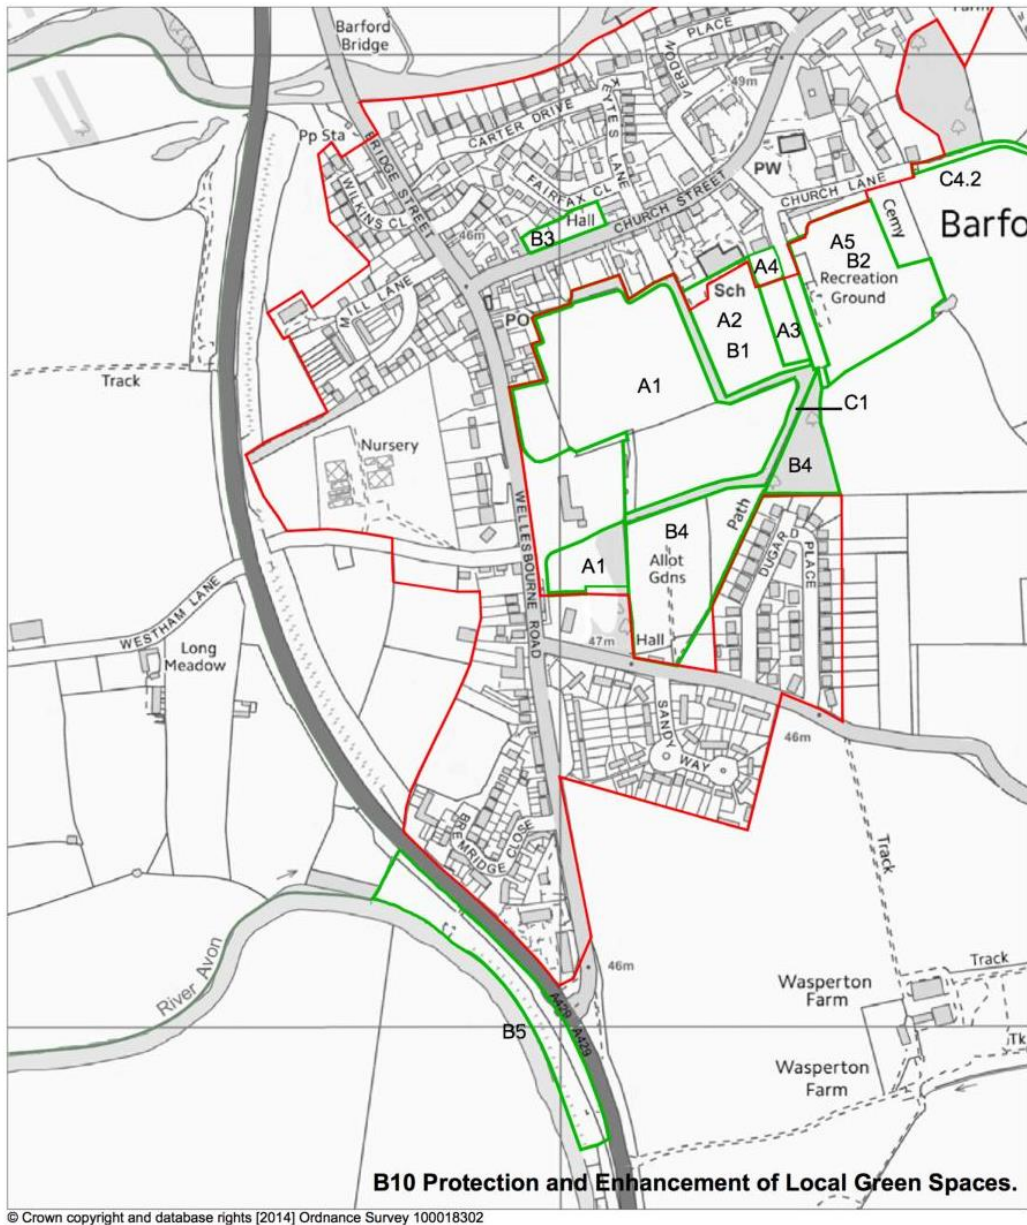 Barford
Bridge
PLACE
VERDON
49m
KEYTES LANE
CARTER DRIVE
Pp Sta
BRIDGE STREET
PW
C4.2
WILKINS CL
FAIRFAX CL
CHURCH LANE
Hall
CHURCH STREET
Cemy
Barfo
46m
B3
A5
B2
A4
Recreation
Ground
MILL LANE
Sch
PO
A2
B1
A3
Track
A1
C1
Nursery
B4
WELLESBOURNE ROAD
Path
B4
Allot
Gdns
A1
DUGARD PLACE
WESTHAM LANE
Long
Meadow
47m
Hall
SANDY WAY
46m
BREMRIDGE CLOSE
Track
River Avon
46m
Track
Wasperton
Farm
A429
A429
B5
Tk
Wasperton
Farm
B10 Protection and Enhancement of Local Green Spaces.
© Crown copyright and database rights [2014] Ordnance Survey 100018302